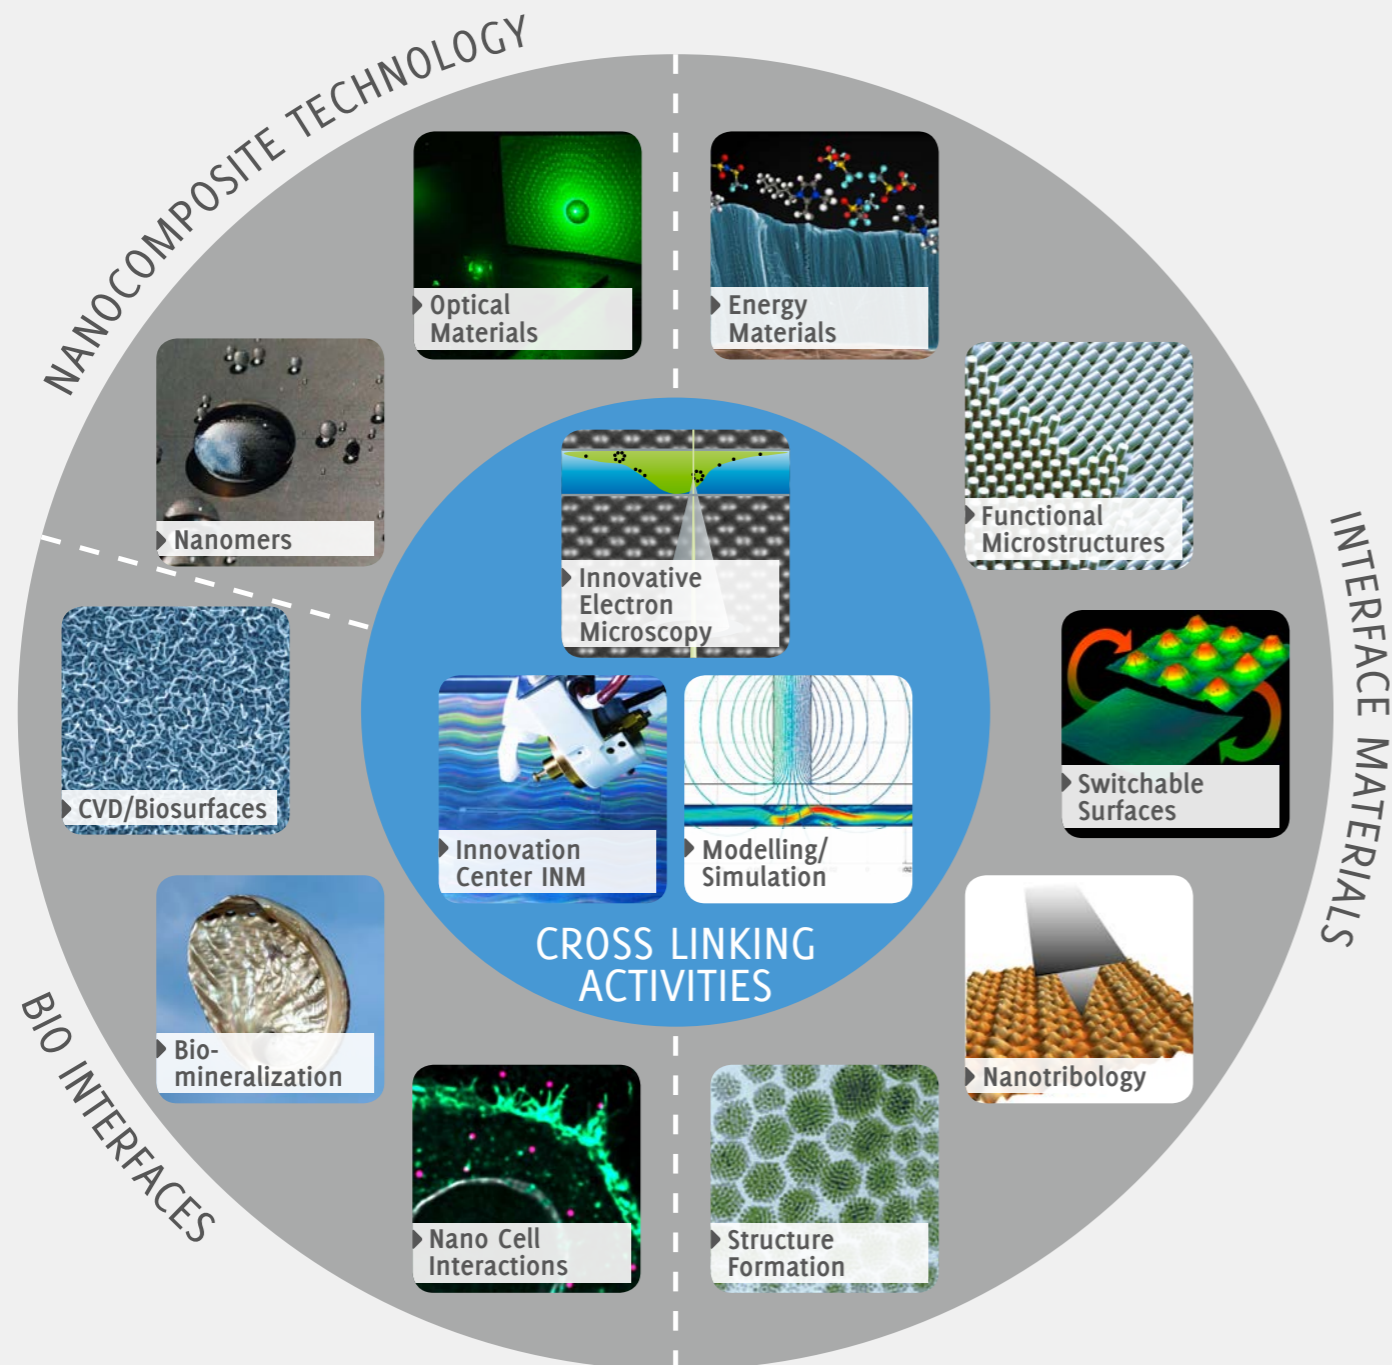 NANOCOMPOSITE TECHNOLOGY
Optical
Materials
Energy
Materials
Nanomers
Functional
Microstructures
INTERFACE MATERIALS
Innovative
Electron
Microscopy
CVD/Biosurfaces
Switchable
Surfaces
Innovation
Center INM
Modelling/
Simulation
CROSS LINKING
ACTIVITIES
BIO INTERFACES
Bio-
mineralization
Nanotribology
Nano Cell
Interactions
Structure
Formation